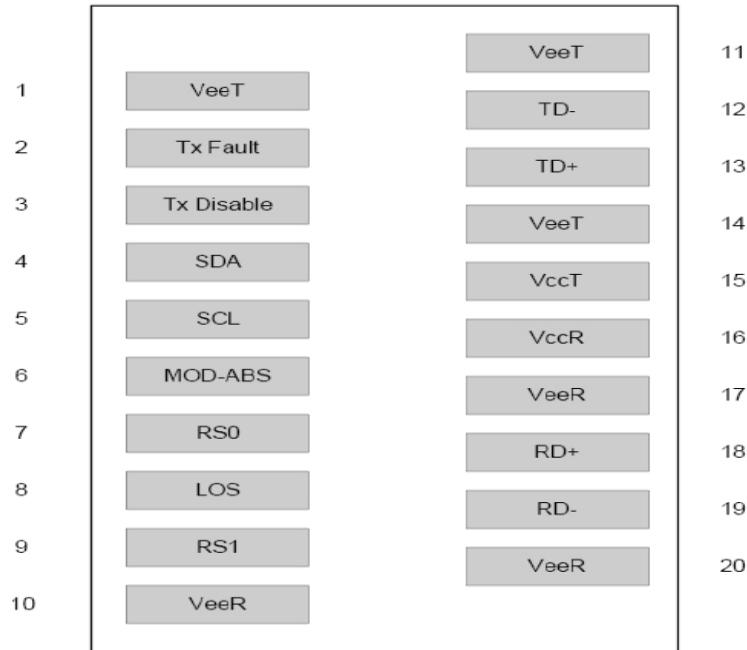 VeeT 11
1 VeeT
TD- 12
2 Tx Fault
TD+ 13
3 Tx Disable
VeeT 14
4 SDA
VccT 15
5 SCL
VccR 16
6 MOD-ABS
VeeR 17
7 RS0
RD+ 18
8 LOS
RD- 19
9 RS1
VeeR 20
10 VeeR